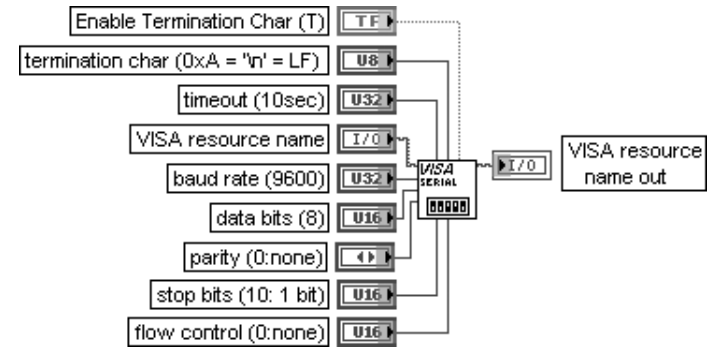 Enable Termination Char (T)
TF
termination char (0xA = '\n' = LF)
U8
timeout (10sec)
U32
VISA resource name
I/O
baud rate (9600)
U32
data bits (8)
U16
parity (0:none)
stop bits (10: 1 bit)
U16
flow control (0:none)
U16
VISA
SERIAL
I/O
VISA resource
name out